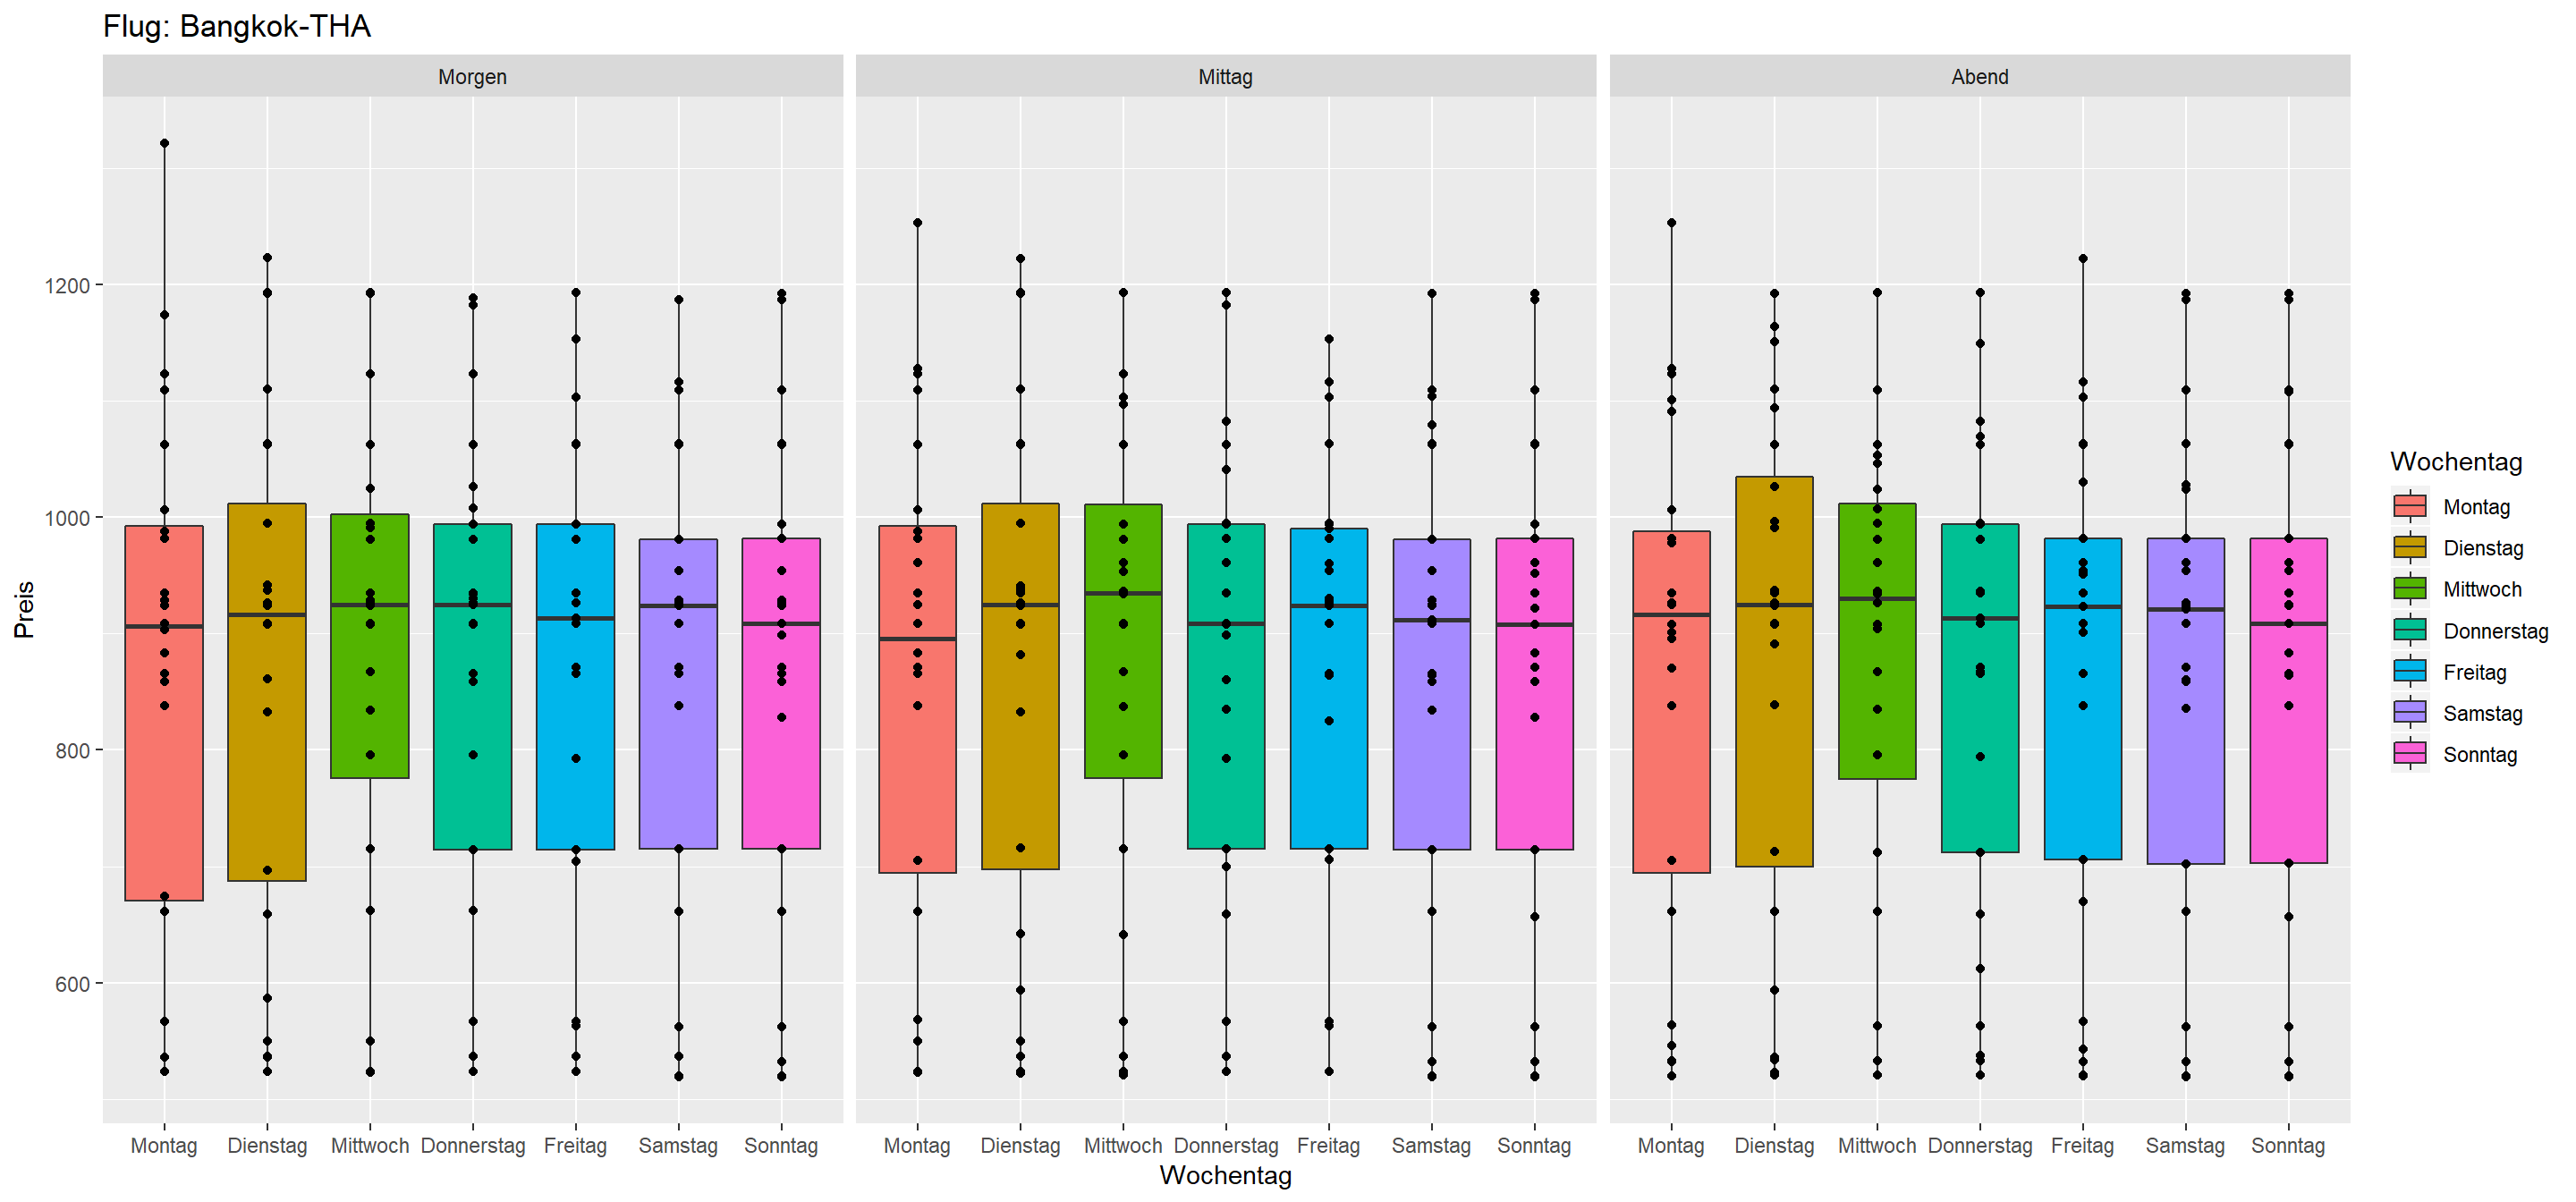 Flug: Bangkok-THA
Morgen Mittag Abend
Preis
1200
1000
800
600
Montag Dienstag Mittwoch Donnerstag Freitag Samstag Sonntag Montag Dienstag Mittwoch Donnerstag Freitag Samstag Sonntag Montag Dienstag Mittwoch Donnerstag Freitag Samstag Sonntag
Wochentag
Wochentag
Montag
Dienstag
Mittwoch
Donnerstag
Freitag
Samstag
Sonntag